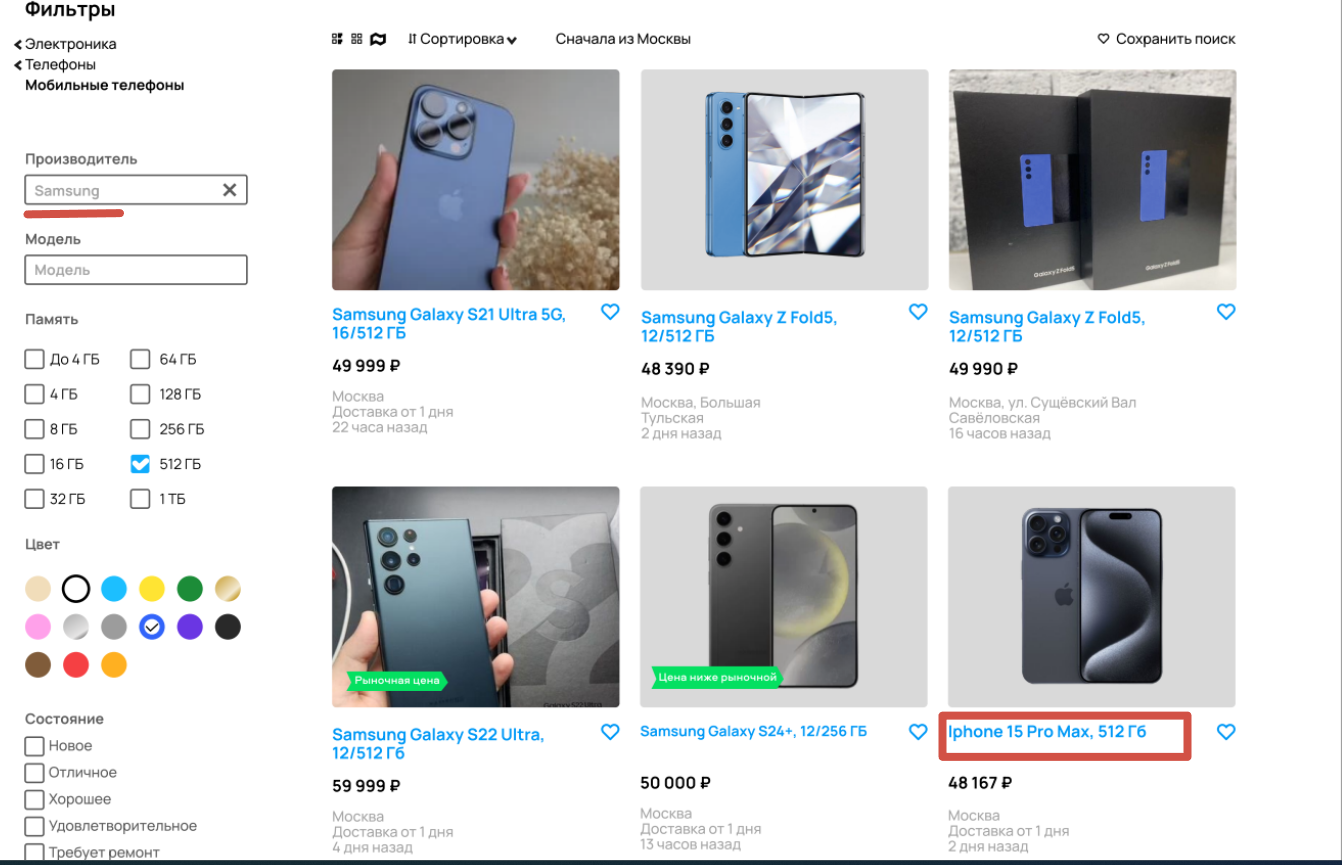 Фильтры
Электроника
Телефоны
Мобильные телефоны
Производитель
Samsung
Модель
Модель
Память
До 4 ГБ
64 ГБ
4 ГБ
128 ГБ
8 ГБ
256 ГБ
16 ГБ
512 ГБ
32 ГБ
1 ТБ
Цвет
Состояние
Новое
Отличное
Хорошее
Удовлетворительное
Требует ремонт
Сортировка
Сначала из Москвы
Сохранить поиск
Samsung Galaxy S21 Ultra 5G,
16/512 ГБ
49 999 ₽
Москва
Доставка от 1 дня
22 часа назад
Samsung Galaxy Z Fold5,
12/512 ГБ
48 390 ₽
Москва, Большая
Тульская
2 дня назад
Galaxy Z Fold5
Galaxy Z Fold5
Samsung Galaxy Z Fold5,
12/512 ГБ
49 990 ₽
Москва, ул. Сущёвский Вал
Савёловская
16 часов назад
Рыночная цена
Samsung Galaxy S22 Ultra,
12/512 Гб
59 999 ₽
Москва
Доставка от 1 дня
4 дня назад
Цена ниже рыночной
Samsung Galaxy S24+, 12/256 ГБ
50 000 ₽
Москва
Доставка от 1 дня
13 часов назад
Iphone 15 Pro Max, 512 Гб
48 167 ₽
Москва
Доставка от 1 дня
2 дня назад